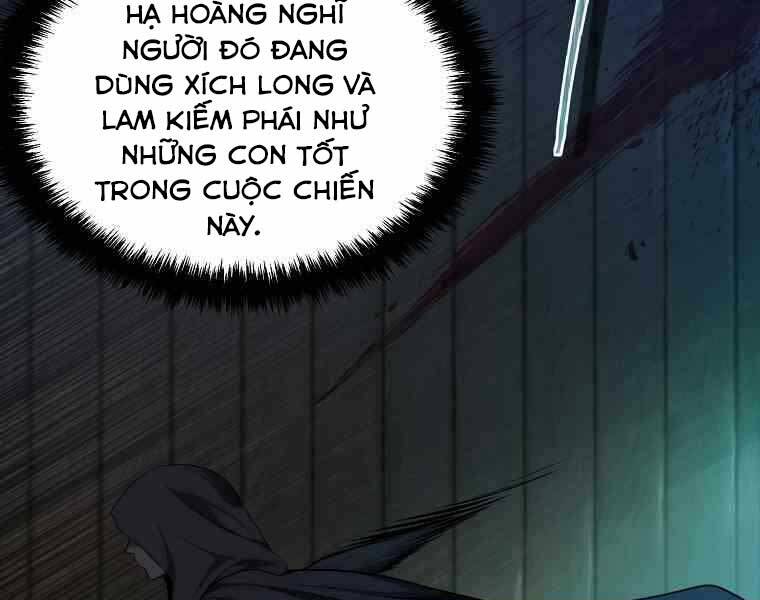 HẠ HOÀNG NGHĨ
NGƯỜI ĐÓ ĐANG
DÙNG XÍCH LONG VÀ
LAM KIẾM PHÁI NHƯ
NHỮNG CON TỐT
TRONG CUỘC CHIẾN
NÀY.